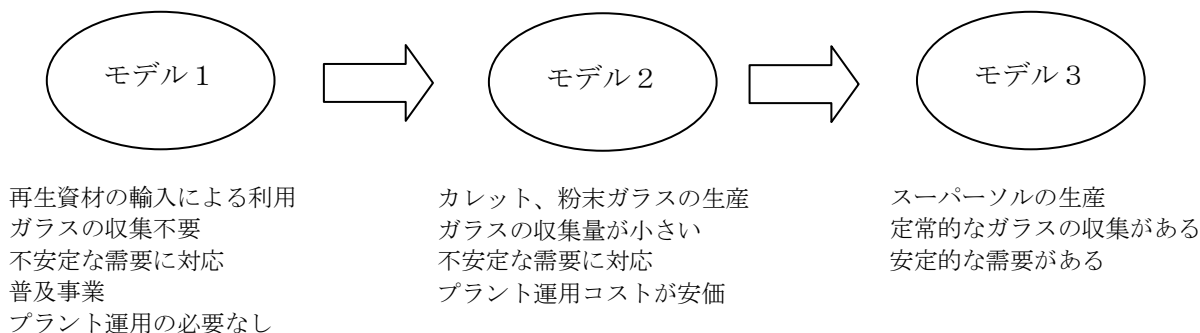 モデル１
モデル２
モデル３
再生資材の輸入による利用
ガラスの収集不要
不安定な需要に対応
普及事業
プラント運用の必要なし
カレット、粉末ガラスの生産
ガラスの収集量が小さい
不安定な需要に対応
プラント運用コストが安価
スーパーソルの生産
定常的なガラスの収集がある
安定的な需要がある